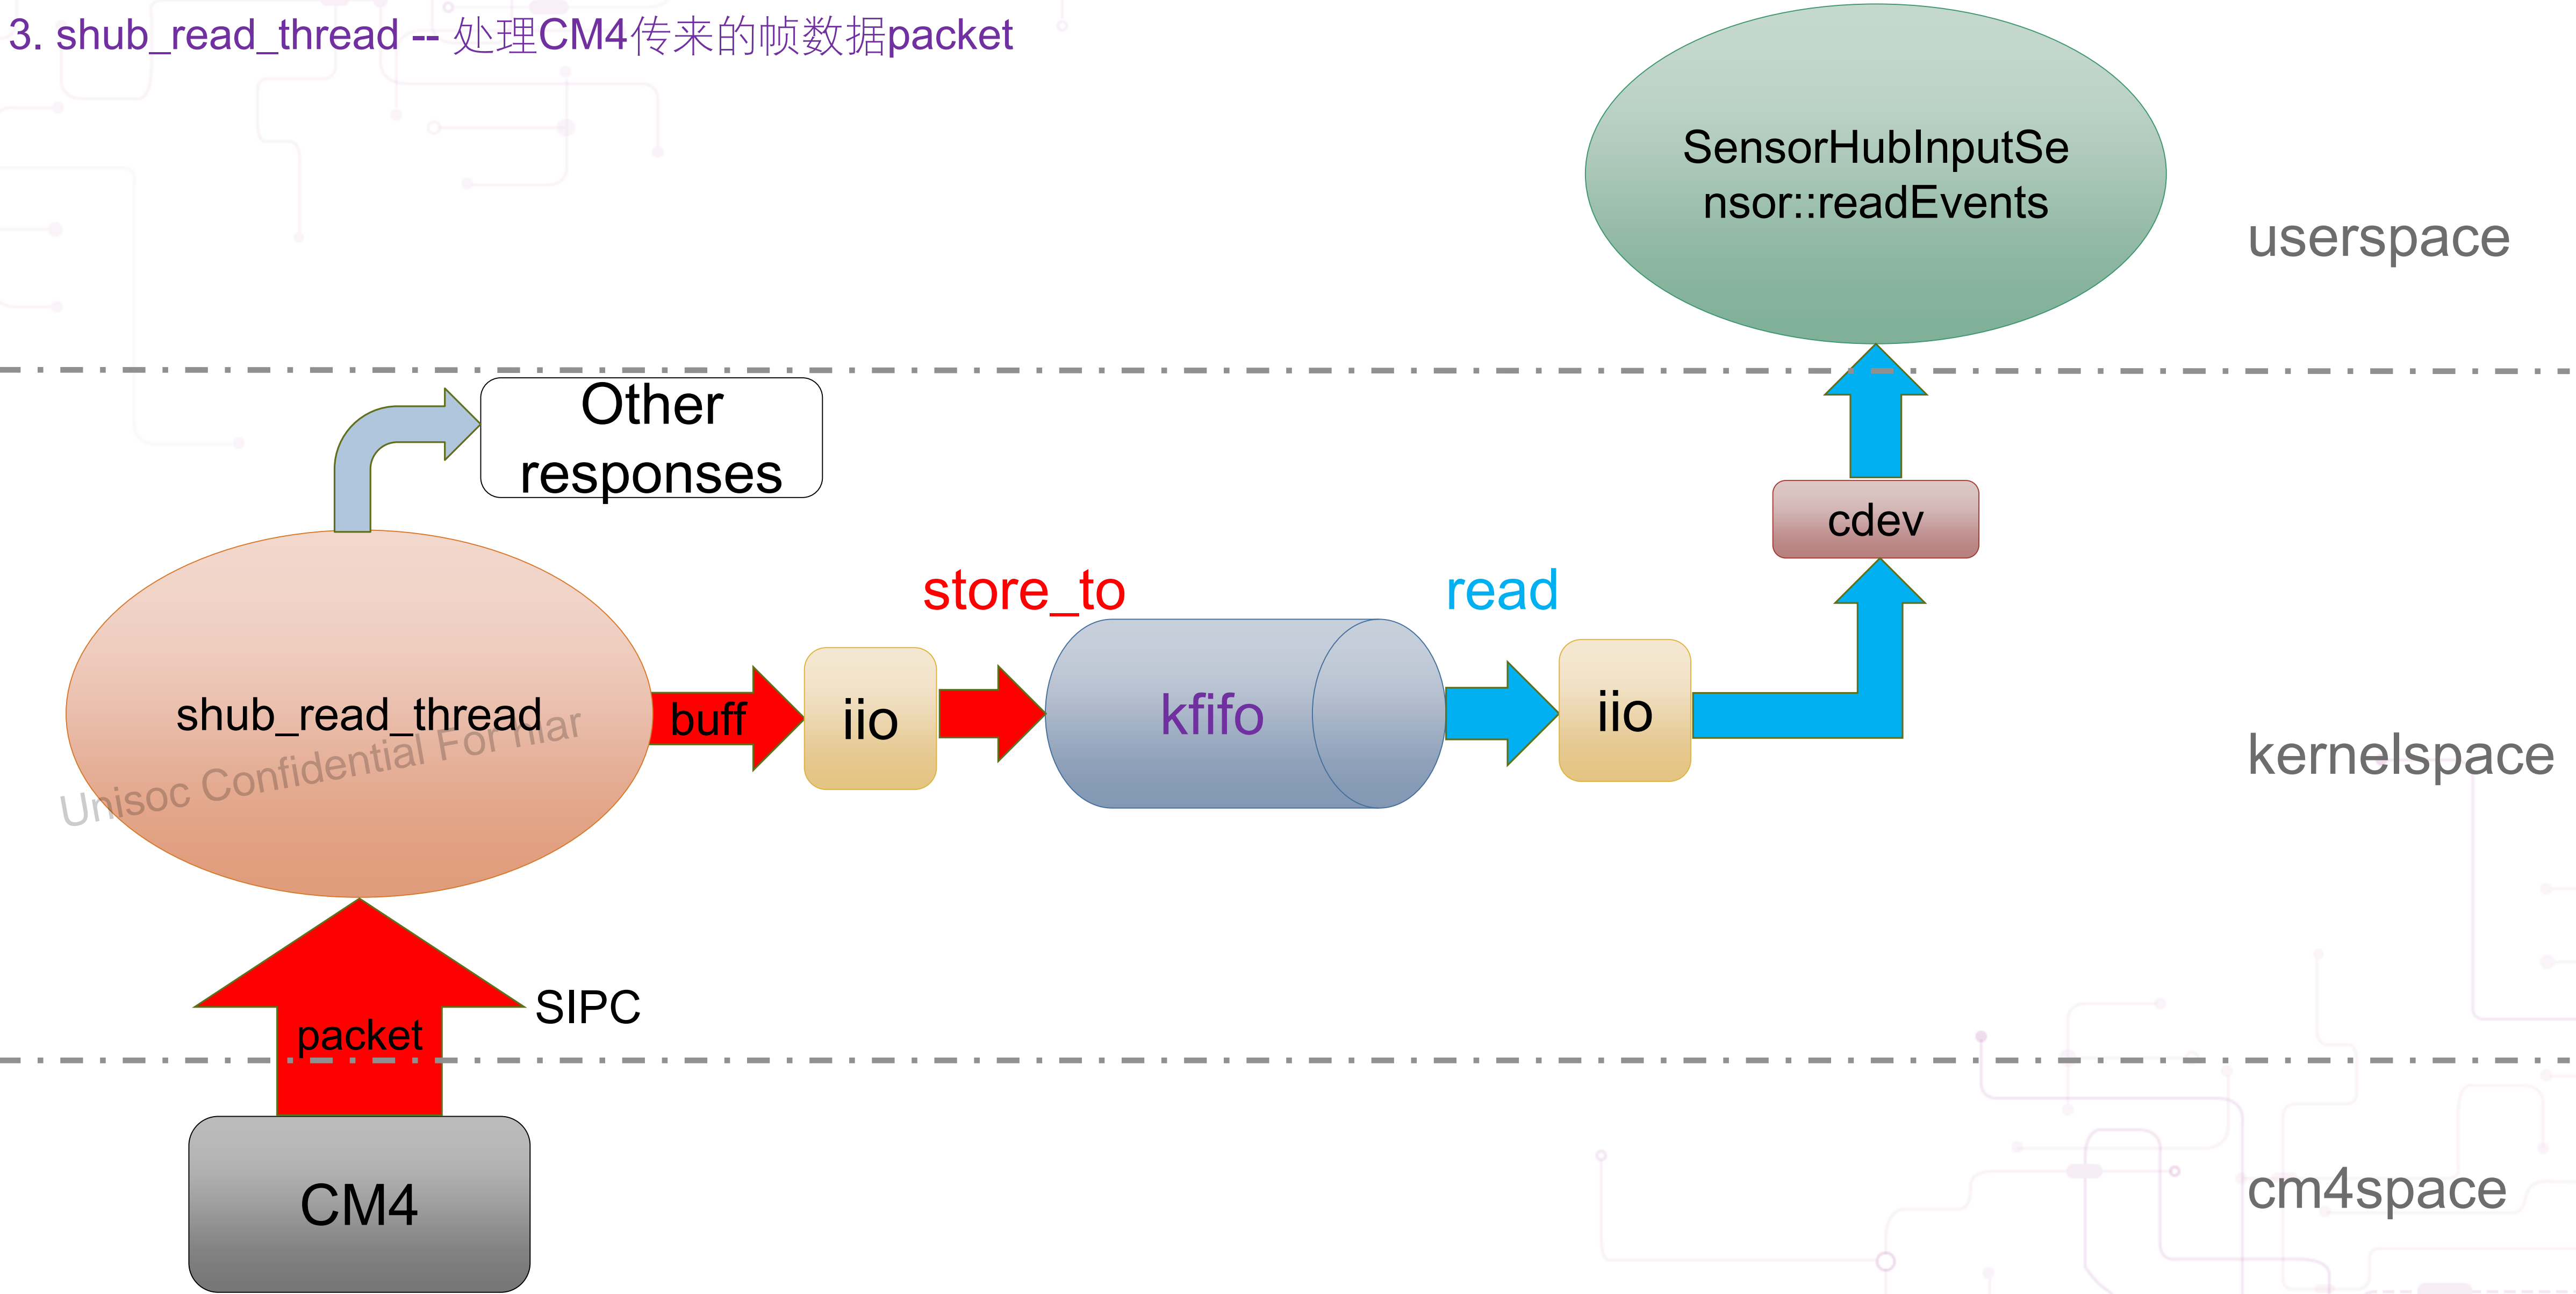 3. shub_read_thread -- 处理CM4传来的帧数据packet
SensorHubInputSe
nsor::readEvents
userspace
Other
responses
cdev
store_to
read
shub_read_thread
buff
iio
kfifo
iio
kernelspace
Unisoc Confidential For hiar
SIPC
packet
CM4
cm4space